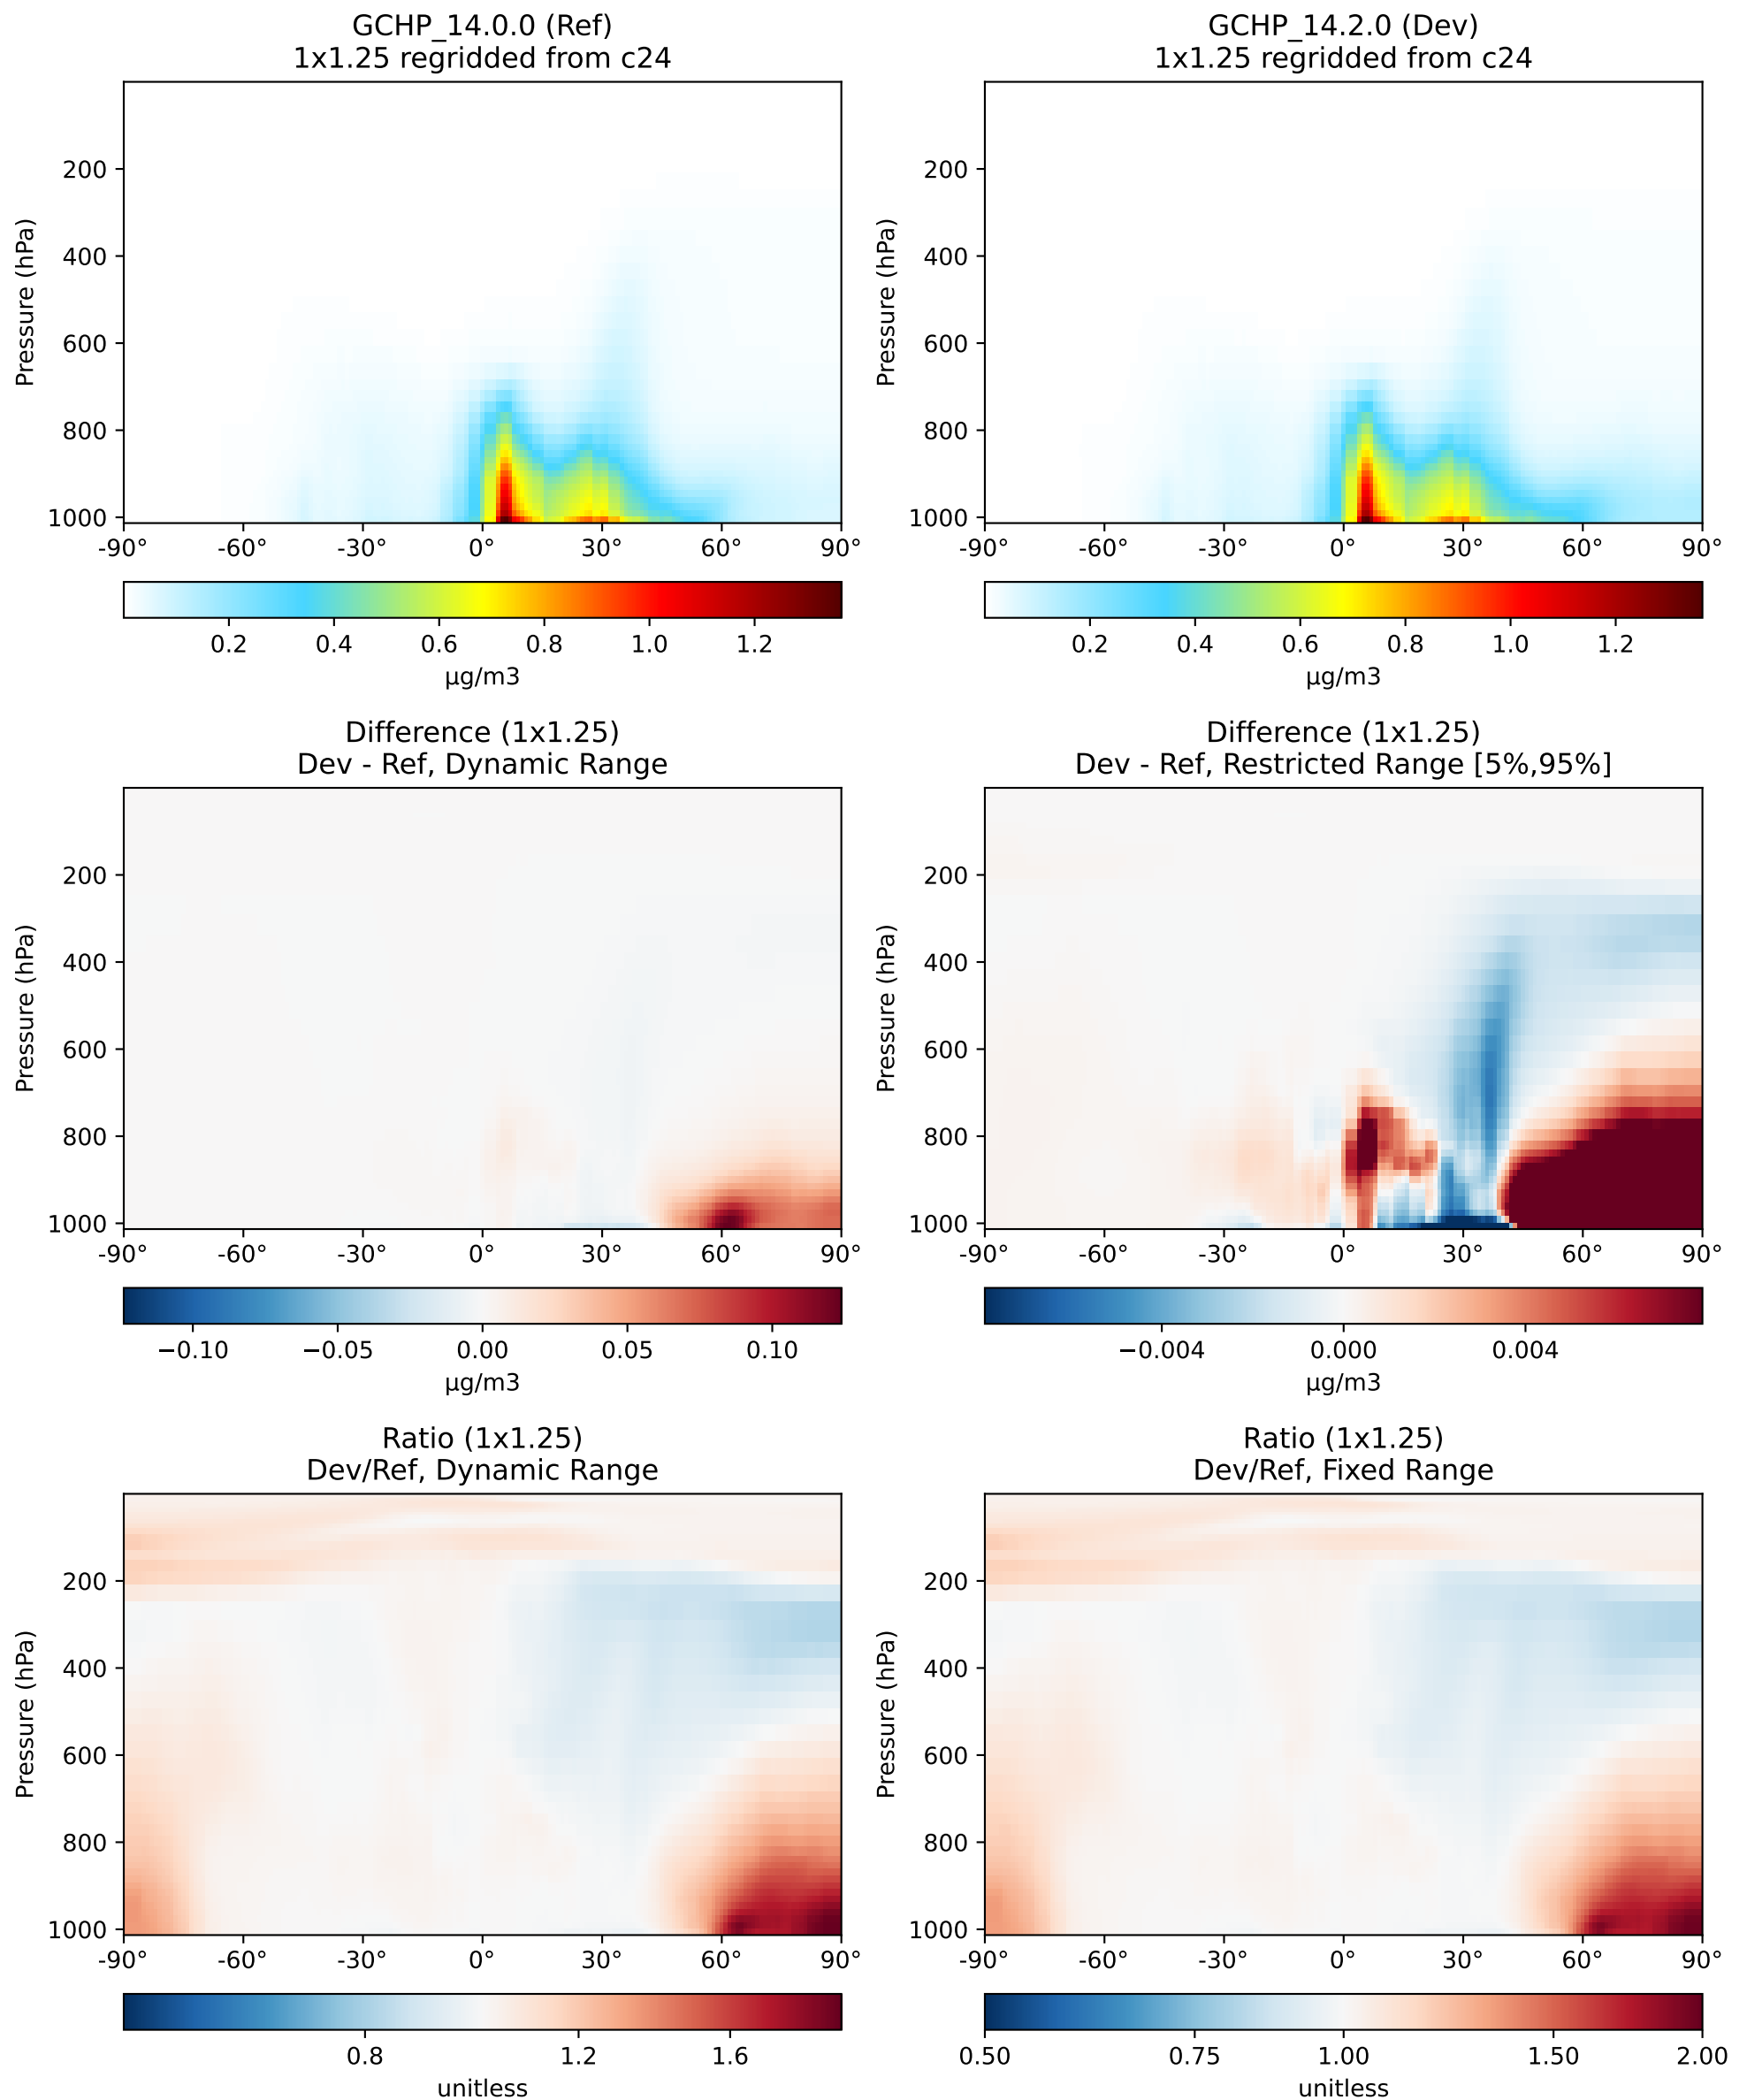 GCHP_14.0.0 (Ref)
1x1.25 regridded from c24
Pressure (hPa)
200
400
600
800
1000
-90° -60° -30° 0° 30° 60° 90°
0.2 0.4 0.6 0.8 1.0 1.2
μg/m3
GCHP_14.2.0 (Dev)
1x1.25 regridded from c24
Pressure (hPa)
200
400
600
800
1000
-90° -60° -30° 0° 30° 60° 90°
0.2 0.4 0.6 0.8 1.0 1.2
μg/m3
Difference (1x1.25)
Dev - Ref, Dynamic Range
Pressure (hPa)
200
400
600
800
1000
-90° -60° -30° 0° 30° 60° 90°
−0.10 −0.05 0.00 0.05 0.10
μg/m3
Difference (1x1.25)
Dev - Ref, Restricted Range [5%,95%]
Pressure (hPa)
200
400
600
800
1000
-90° -60° -30° 0° 30° 60° 90°
−0.004 0.000 0.004
μg/m3
Ratio (1x1.25)
Dev/Ref, Dynamic Range
Pressure (hPa)
200
400
600
800
1000
-90° -60° -30° 0° 30° 60° 90°
0.8 1.2 1.6
unitless
Ratio (1x1.25)
Dev/Ref, Fixed Range
Pressure (hPa)
200
400
600
800
1000
-90° -60° -30° 0° 30° 60° 90°
0.50 0.75 1.00 1.50 2.00
unitless